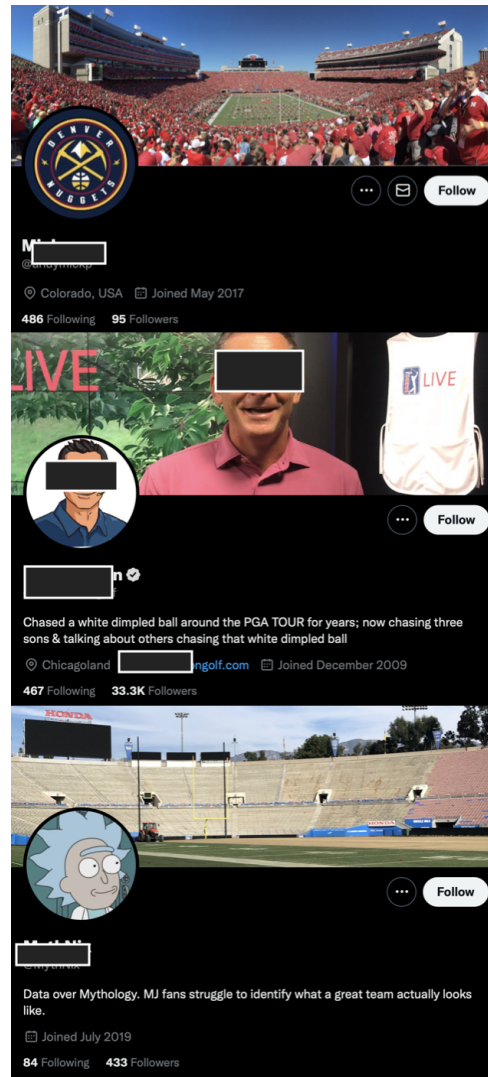 DENVER
NUGGETS
Follow
Colorado, USA Joined May 2017
486 Following 95 Followers
LIVE
LIVE
Follow
n
Chased a white dimpled ball around the PGA TOUR for years; now chasing three
sons & talking about others chasing that white dimpled ball
Chicagoland ngolf.com Joined December 2009
467 Following 33.3K Followers
HONDA
HONDA
Follow
Data over Mythology. MJ fans struggle to identify what a great team actually looks
like.
Joined July 2019
84 Following 433 Followers